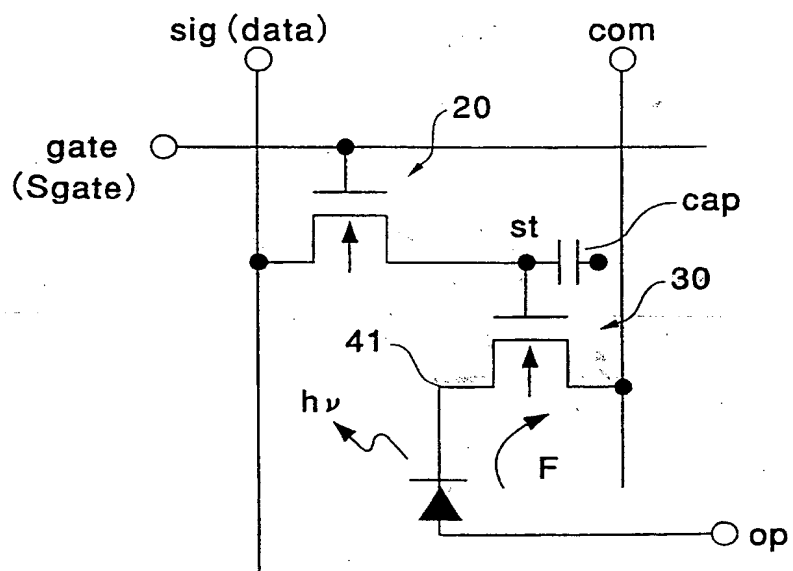 sig (data)
com
20
gate
(Sgate)
st
cap
30
41
hν
F
op